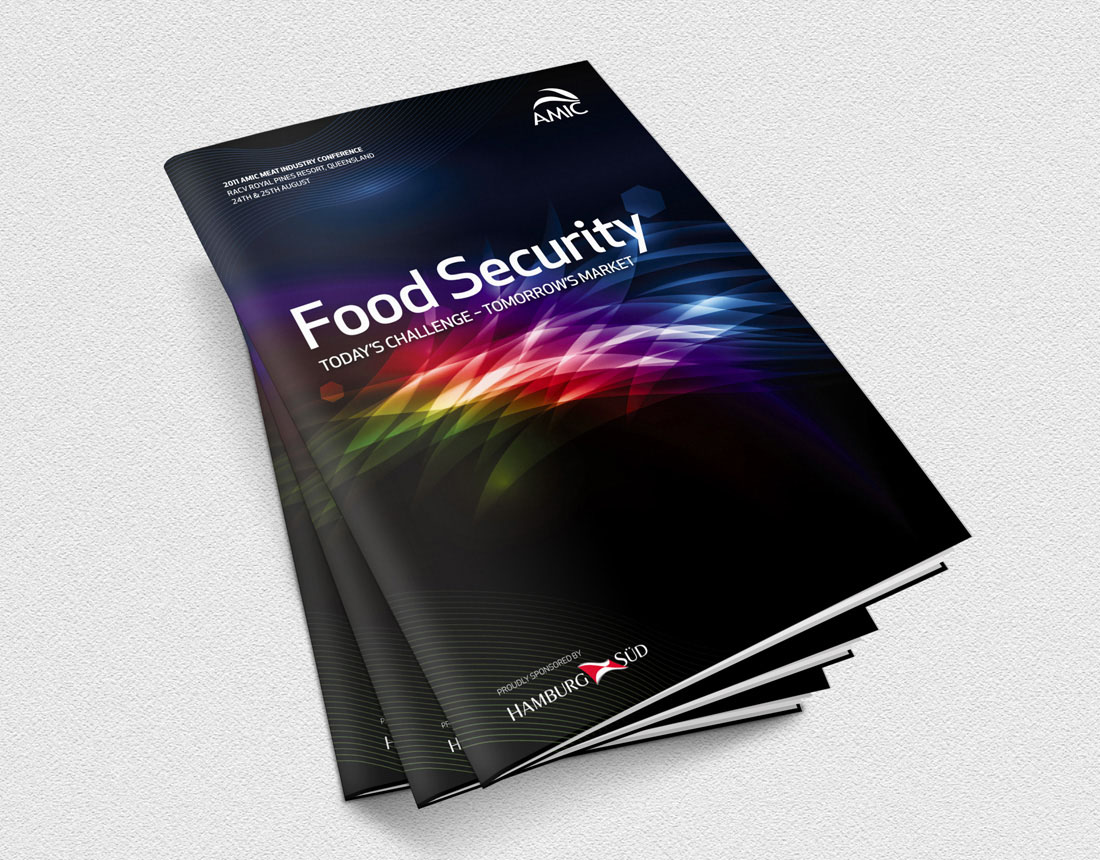 AMIC
2011 AMIC MEAT INDUSTRY CONFERENCE
RACV ROYAL PINES RESORT, QUEENSLAND
24TH & 25TH AUGUST
Food Security
TODAY'S CHALLENGE – TOMORROW'S MARKET
PROUDLY SPONSORED BY
HAMBURG SÜD